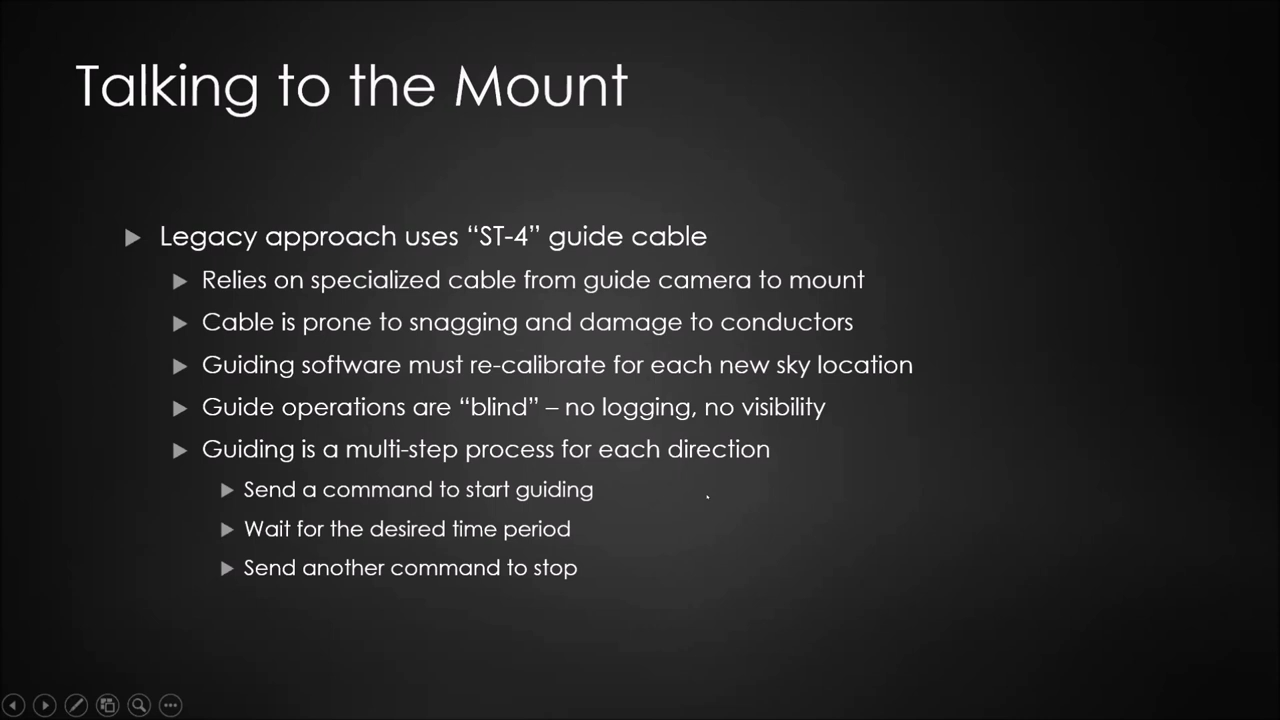 Talking to the Mount
Legacy approach uses “ST-4” guide cable
Relies on specialized cable from guide camera to mount
Cable is prone to snagging and damage to conductors
Guiding software must re-calibrate for each new sky location
Guide operations are “blind” – no logging, no visibility
Guiding is a multi-step process for each direction
Send a command to start guiding
Wait for the desired time period
Send another command to stop